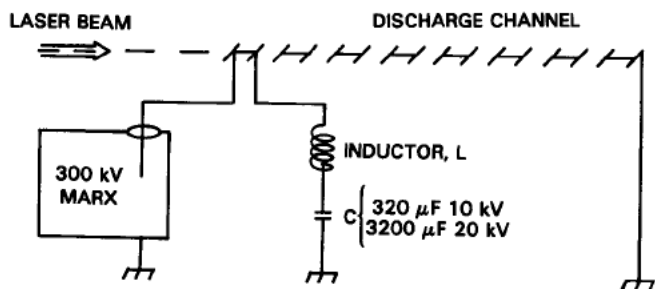 LASER BEAM
DISCHARGE CHANNEL
300 kV
MARX
INDUCTOR, L
C
320 μF 10 kV
3200 μF 20 kV